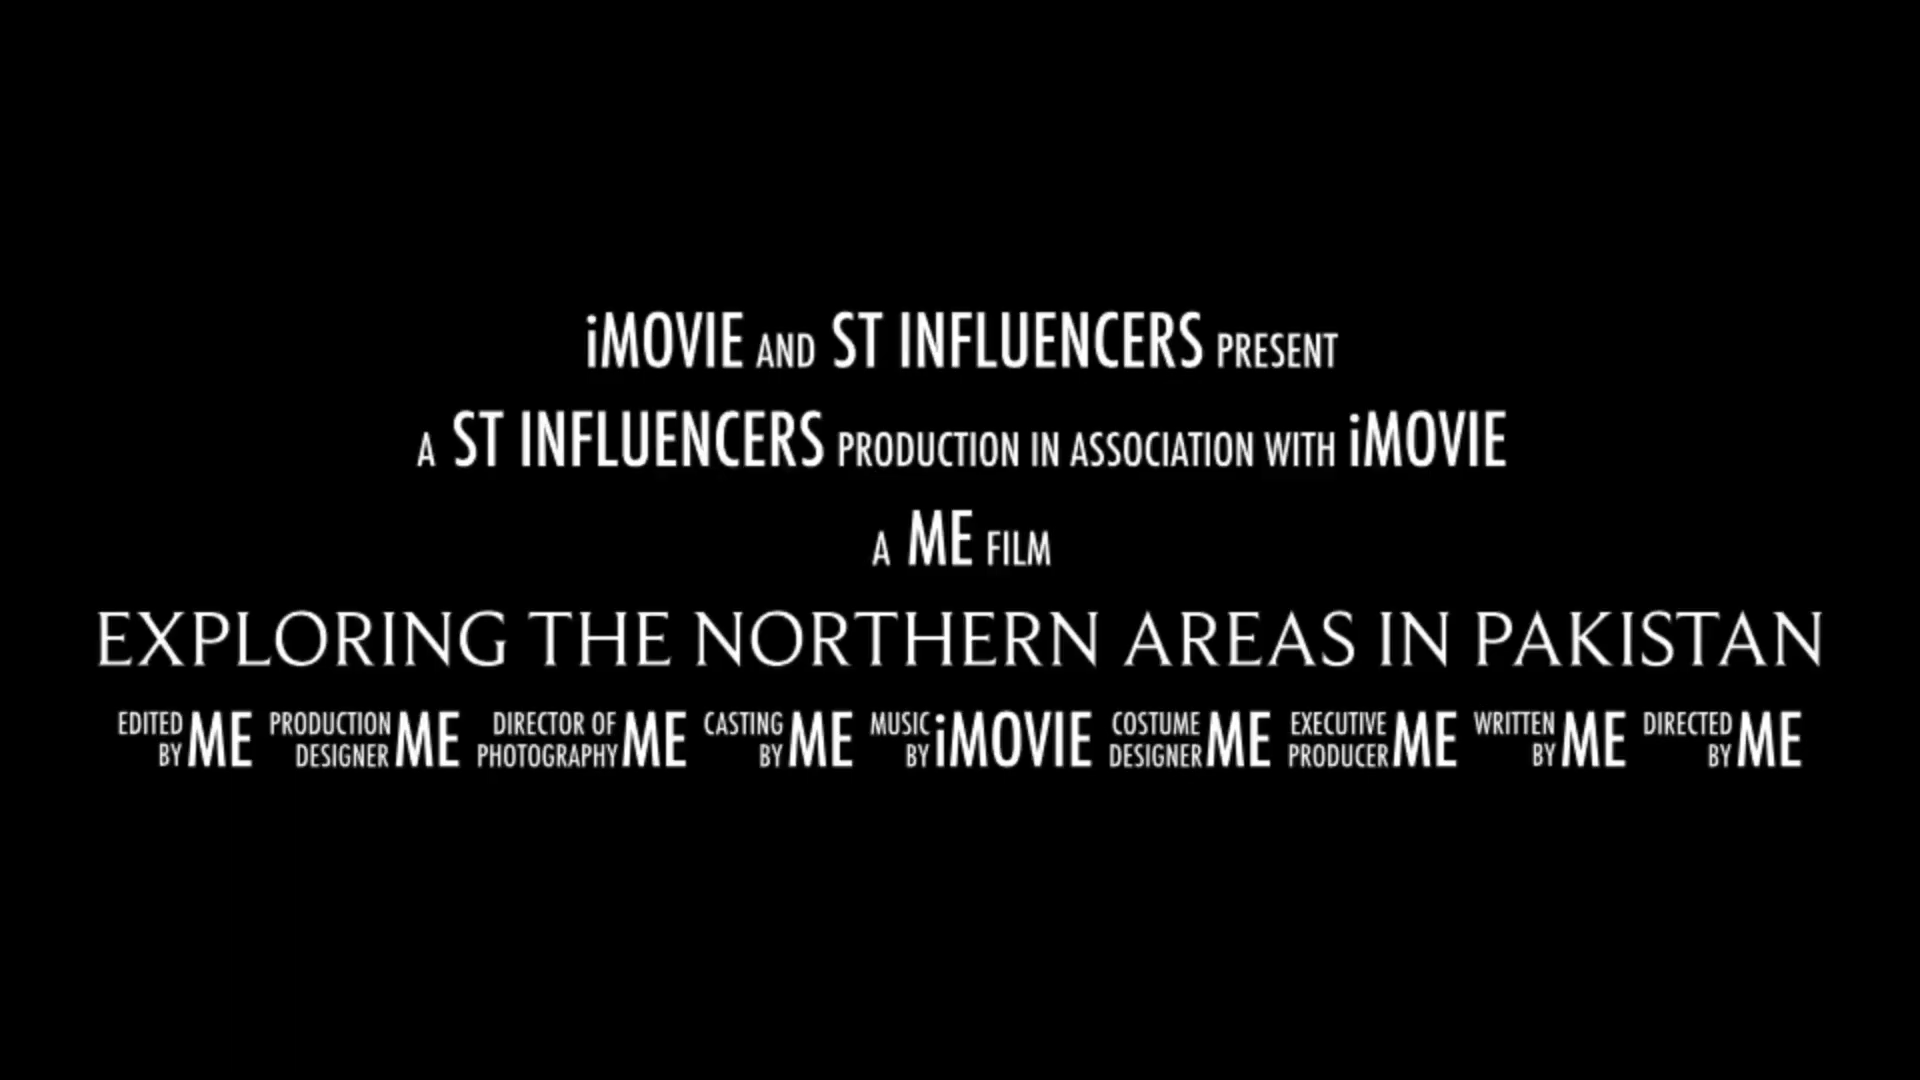 iMOVIE AND ST INFLUENCERS PRESENT
A ST INFLUENCERS PRODUCTION IN ASSOCIATION WITH iMOVIE
A ME FILM
EXPLORING THE NORTHERN AREAS IN PAKISTAN
EDITED BY ME PRODUCTION DESIGNER ME DIRECTOR OF PHOTOGRAPHY ME CASTING BY ME MUSIC BY iMOVIE COSTUME DESIGNER ME EXECUTIVE PRODUCER ME WRITTEN BY ME DIRECTED BY ME